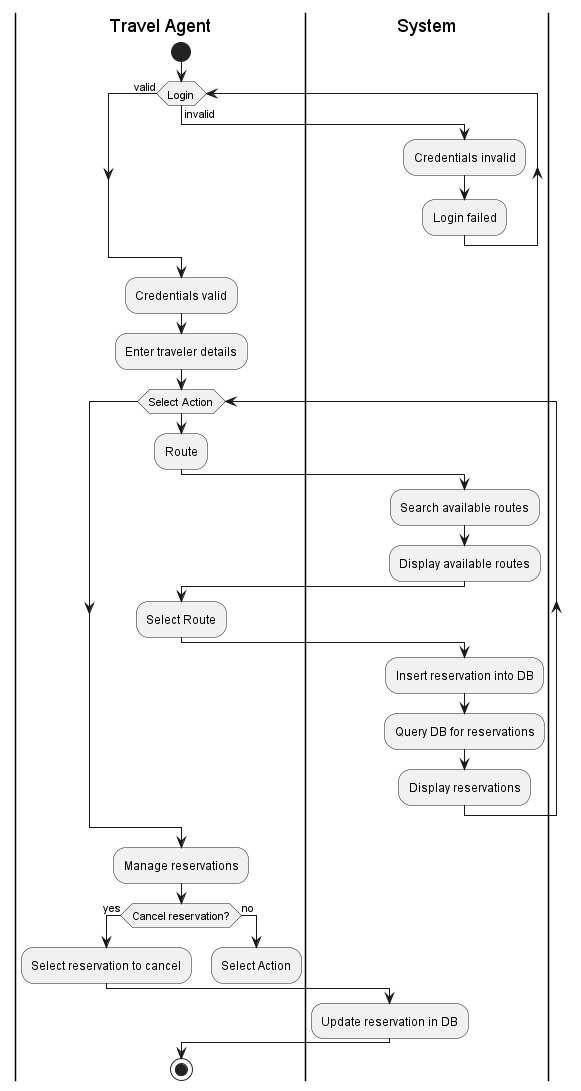 Travel Agent
System
valid
Login
invalid
Credentials invalid
Login failed
Credentials valid
Enter traveler details
Select Action
Route
Search available routes
Display available routes
Select Route
Insert reservation into DB
Query DB for reservations
Display reservations
Manage reservations
yes
Cancel reservation?
no
Select reservation to cancel
Select Action
Update reservation in DB